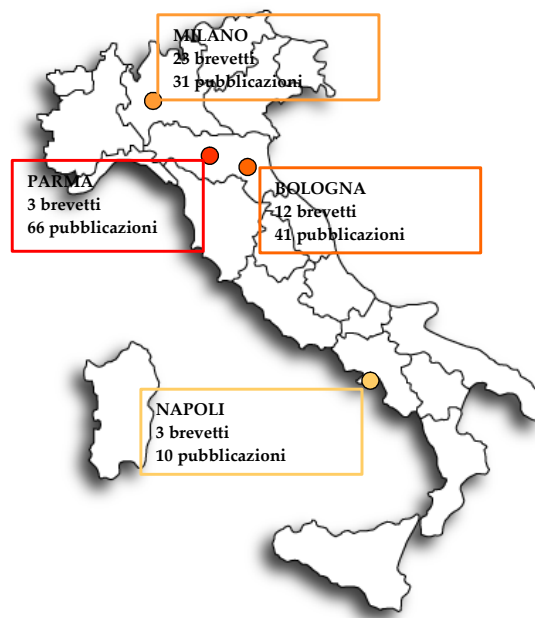 MILANO
23 brevetti
31 pubblicazioni
PARMA
3 brevetti
66 pubblicazioni
BOLOGNA
12 brevetti
41 pubblicazioni
NAPOLI
3 brevetti
10 pubblicazioni